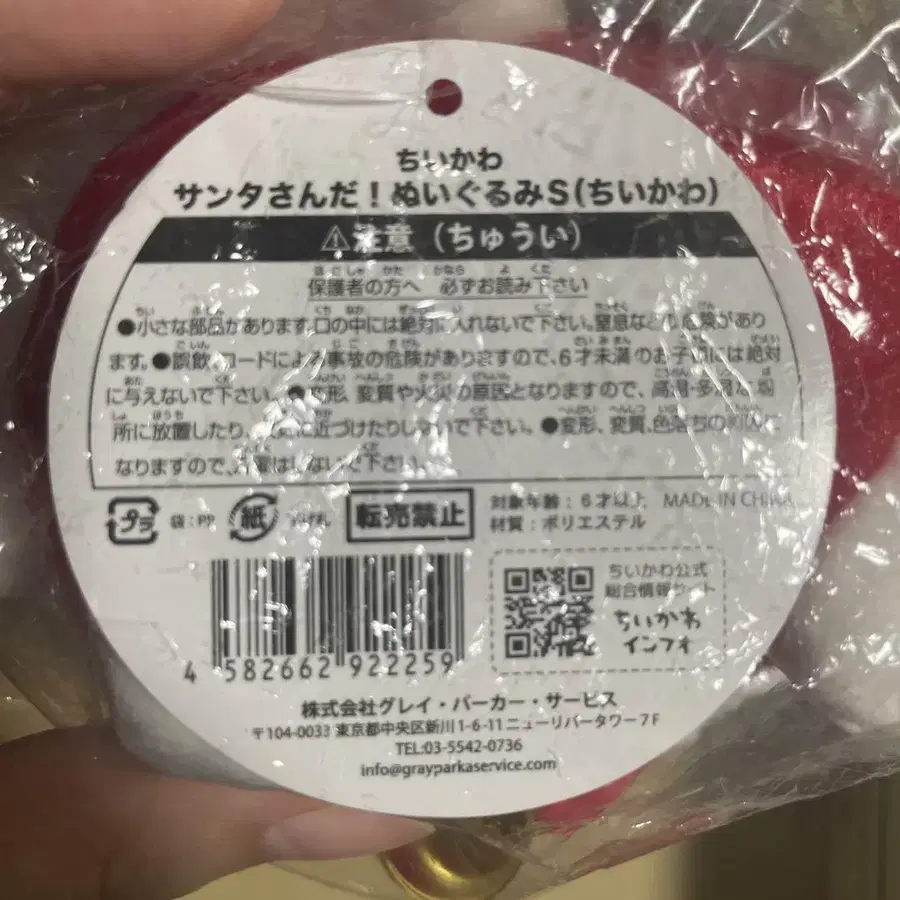 ちいかわ
サンタさんだ！ぬいぐるみS(ちいかわ)
⚠注意（ちゅうい）
保護者の方へ 必ずお読み下さい
●小さな部品があります。口の中には絶対に入れないで下さい。窒息などの危険があり
ます。●誤飲、コードによる事故の危険がありますので、6才未満のお子様には絶対
に与えないで下さい。●変形、変質や火災の原因となりますので、高温・多湿な場
所に放置したり、に近づけたりしないで下さい。●変形、変質、色落ちの原因と
なりますので、はしないで下さい。
プラ 袋：PP 紙 転売禁止 対象年齢：6才以上 MADE IN CHINA
材質：ポリエステル
ちいかわ公式
総合情報サイト
ちいかわ
インフォ
4 582662 922259
株式会社グレイ・パーカー・サービス
〒104-0033 東京都中央区新川1-6-11ニューリバータワー7F
TEL:03-5542-0736
info@grayparkaservice.com